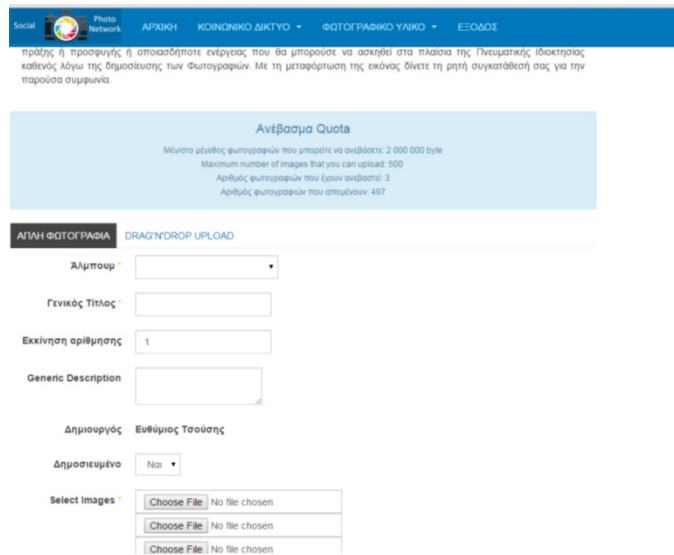 Social Photo Network ΑΡΧΙΚΗ ΚΟΙΝΩΝΙΚΟ ΔΙΚΤΥΟ ΦΩΤΟΓΡΑΦΙΚΟ ΥΛΙΚΟ ΕΞΟΔΟΣ
πράξης ή προσφυγής ή οποιασδήποτε ενέργειας που θα μπορούσε να ασκηθεί στα πλαίσια της Πνευματικής Ιδιοκτησίας
καθενός λόγω της δημοσίευσης των Φωτογραφιών. Με τη μεταφόρτωση της εικόνας δίνετε τη ρητή συγκατάθεσή σας για την
παρούσα συμφωνία.
Ανέβασμα Quota
Μέγιστο μέγεθος φωτογραφιών που μπορείτε να ανεβάσετε: 2 000 000 byte
Maximum number of images that you can upload: 500
Αριθμός φωτογραφιών που έχουν ανεβαστεί: 3
Αριθμός φωτογραφιών που απομένουν: 497
ΑΠΛΗ ΦΩΤΟΓΡΑΦΙΑ DRAG'N'DROP UPLOAD
Άλμπουμ *
Γενικός Τίτλος *
Εκκίνηση αρίθμησης 1
Generic Description
Δημιουργός Ευθύμιος Τσούσης
Δημοσιευμένο Ναι
Select Images * Choose File No file chosen
Choose File No file chosen
Choose File No file chosen